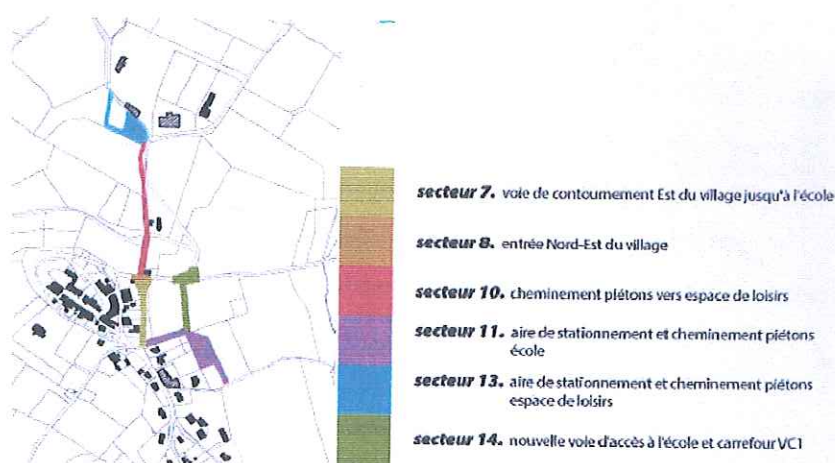 secteur 7. voie de contournement Est du village jusqu'à l'école
secteur 8. entrée Nord-Est du village
secteur 10. cheminement piétons vers espace de loisirs
secteur 11. aire de stationnement et cheminement piétons
école
secteur 13. aire de stationnement et cheminement piétons
espace de loisirs
secteur 14. nouvelle voie d'accès à l'école et carrefour VC1